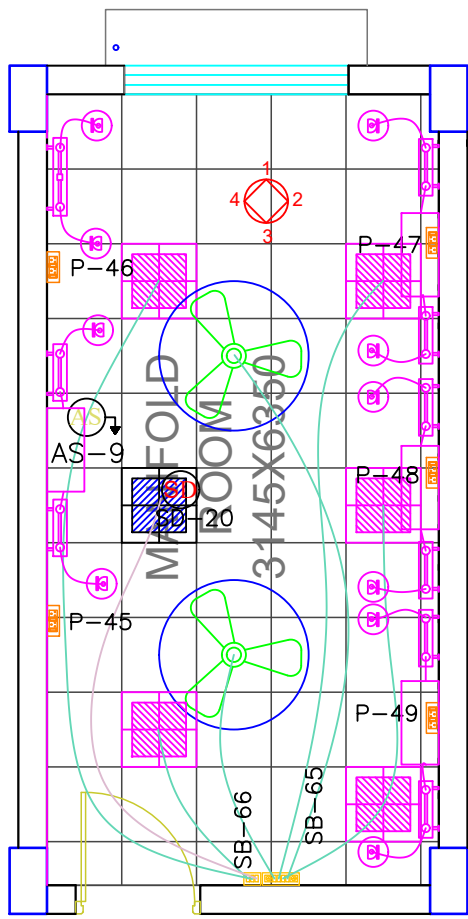 1
4
2
3
P-47
P-46
MANIFOLD
ROOM
3145X6350
AS
AS-9
P-48
SD
SD-20
P-45
P-49
SB-66
SB-65